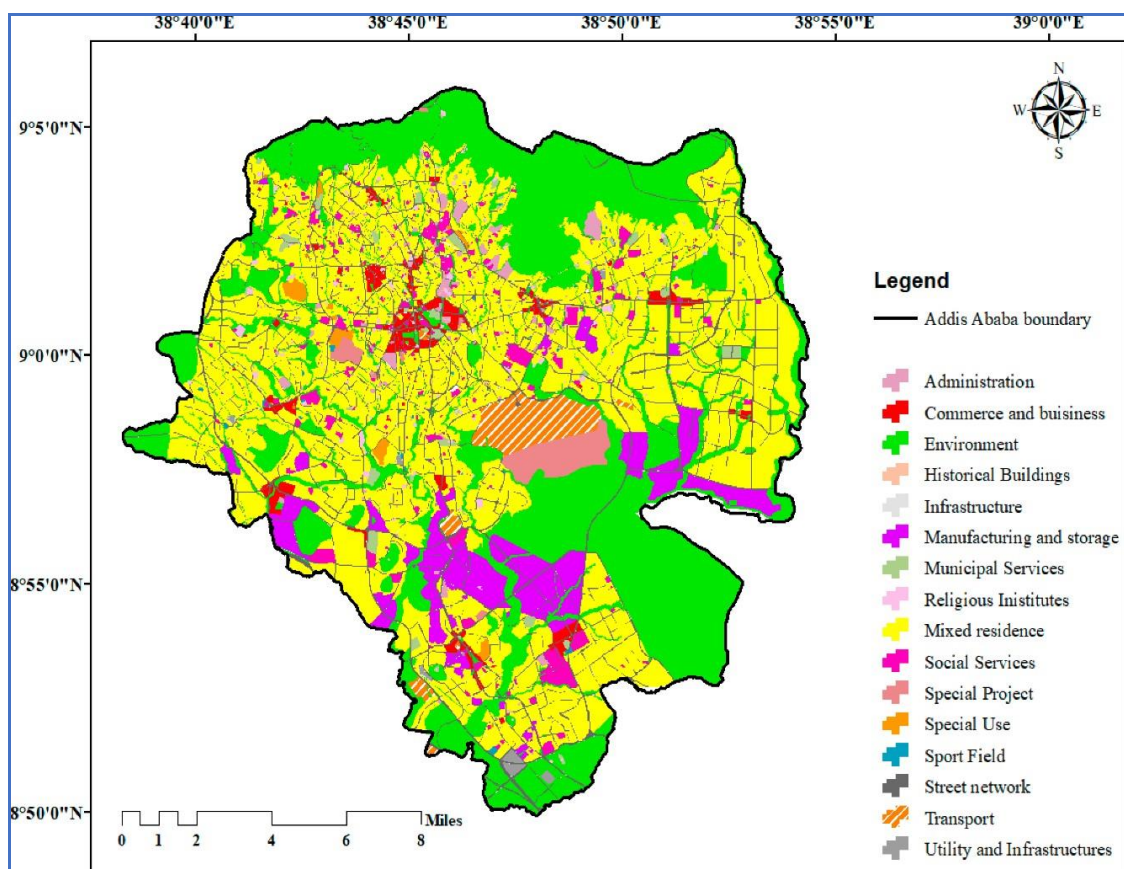 38°40'0"E 38°45'0"E 38°50'0"E 38°55'0"E 39°0'0"E
N
W E
S
9°5'0"N
9°0'0"N
8°55'0"N
8°50'0"N
Legend
Addis Ababa boundary
Administration
Commerce and buisiness
Environment
Historical Buildings
Infrastructure
Manufacturing and storage
Municipal Services
Religious Inistitutes
Mixed residence
Social Services
Special Project
Special Use
Sport Field
Street network
Transport
Utility and Infrastructures
Miles
0 1 2 4 6 8